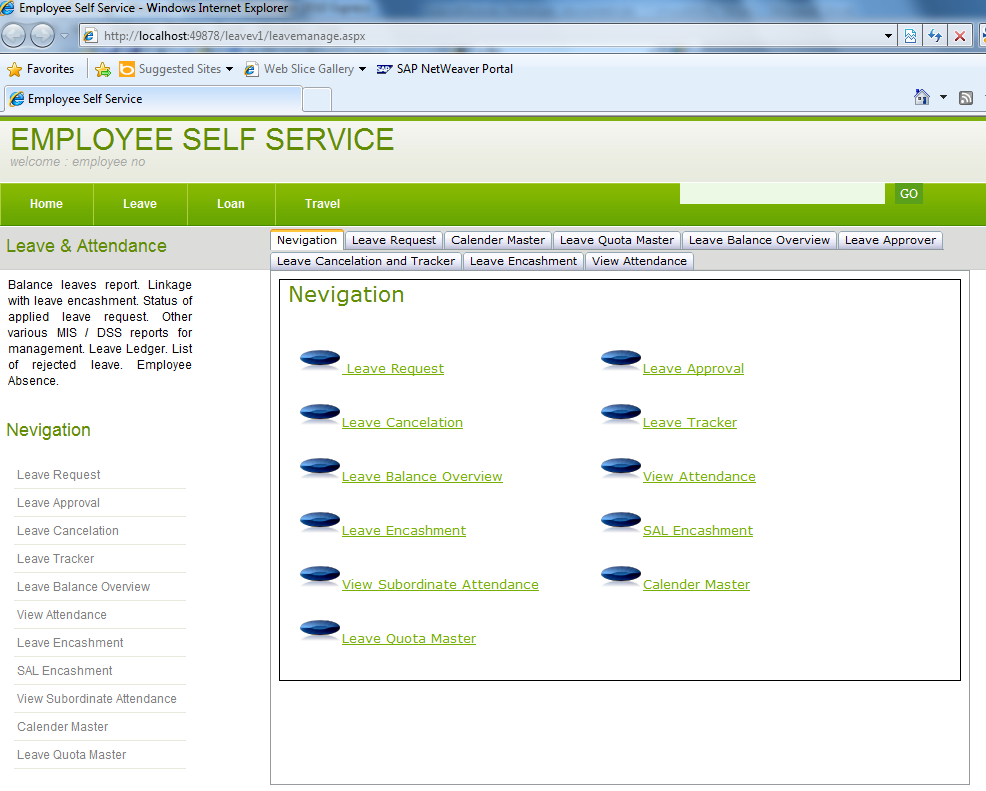 Employee Self Service - Windows Internet Explorer
http://localhost:49878/leavev1/leavemanage.aspx
Favorites Suggested Sites Web Slice Gallery SAP SAP NetWeaver Portal
Employee Self Service
EMPLOYEE SELF SERVICE
welcome : employee no
Home Leave Loan Travel GO
Leave & Attendance
Balance leaves report. Linkage
with leave encashment. Status of
applied leave request. Other
various MIS / DSS reports for
management. Leave Ledger. List
of rejected leave. Employee
Absence.
Nevigation
Leave Request
Leave Approval
Leave Cancelation
Leave Tracker
Leave Balance Overview
View Attendance
Leave Encashment
SAL Encashment
View Subordinate Attendance
Calender Master
Leave Quota Master
Nevigation Leave Request Calender Master Leave Quota Master Leave Balance Overview Leave Approver
Leave Cancelation and Tracker Leave Encashment View Attendance
Nevigation
Leave Request Leave Approval
Leave Cancelation Leave Tracker
Leave Balance Overview View Attendance
Leave Encashment SAL Encashment
View Subordinate Attendance Calender Master
Leave Quota Master